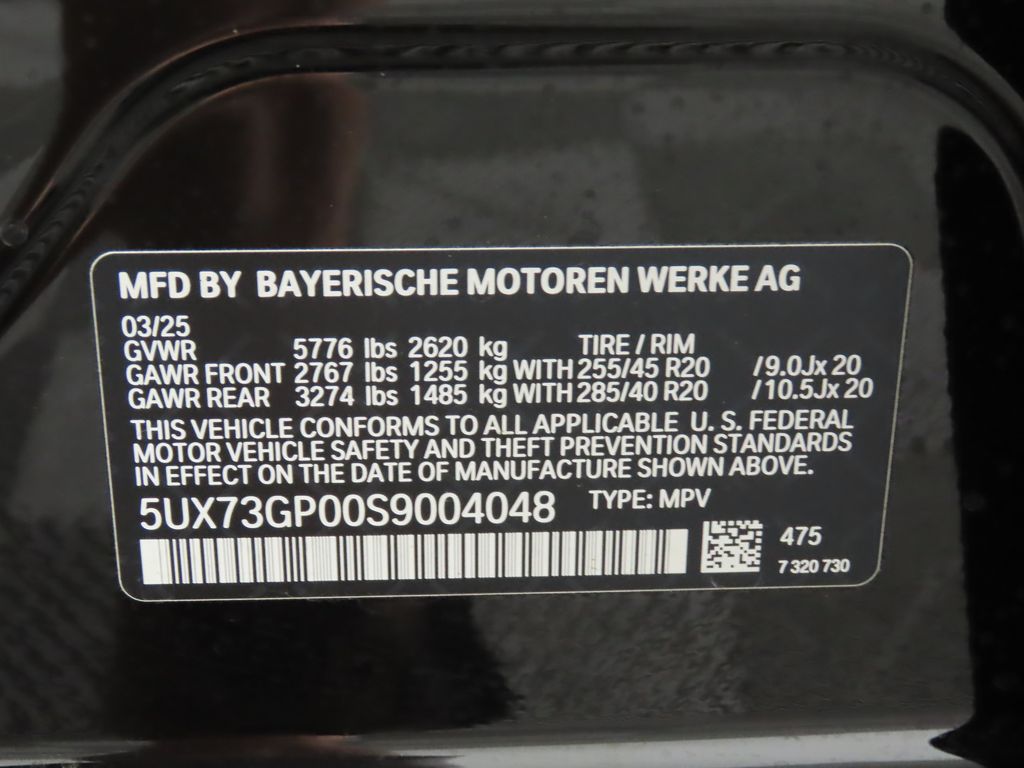 MFD BY BAYERISCHE MOTOREN WERKE AG
03/25
GVWR 5776 lbs 2620 kg TIRE / RIM
GAWR FRONT 2767 lbs 1255 kg WITH 255/45 R20 /9.0Jx 20
GAWR REAR 3274 lbs 1485 kg WITH 285/40 R20 /10.5Jx 20
THIS VEHICLE CONFORMS TO ALL APPLICABLE U. S. FEDERAL
MOTOR VEHICLE SAFETY AND THEFT PREVENTION STANDARDS
IN EFFECT ON THE DATE OF MANUFACTURE SHOWN ABOVE.
5UX73GP00S9004048 TYPE: MPV
475
7 320 730